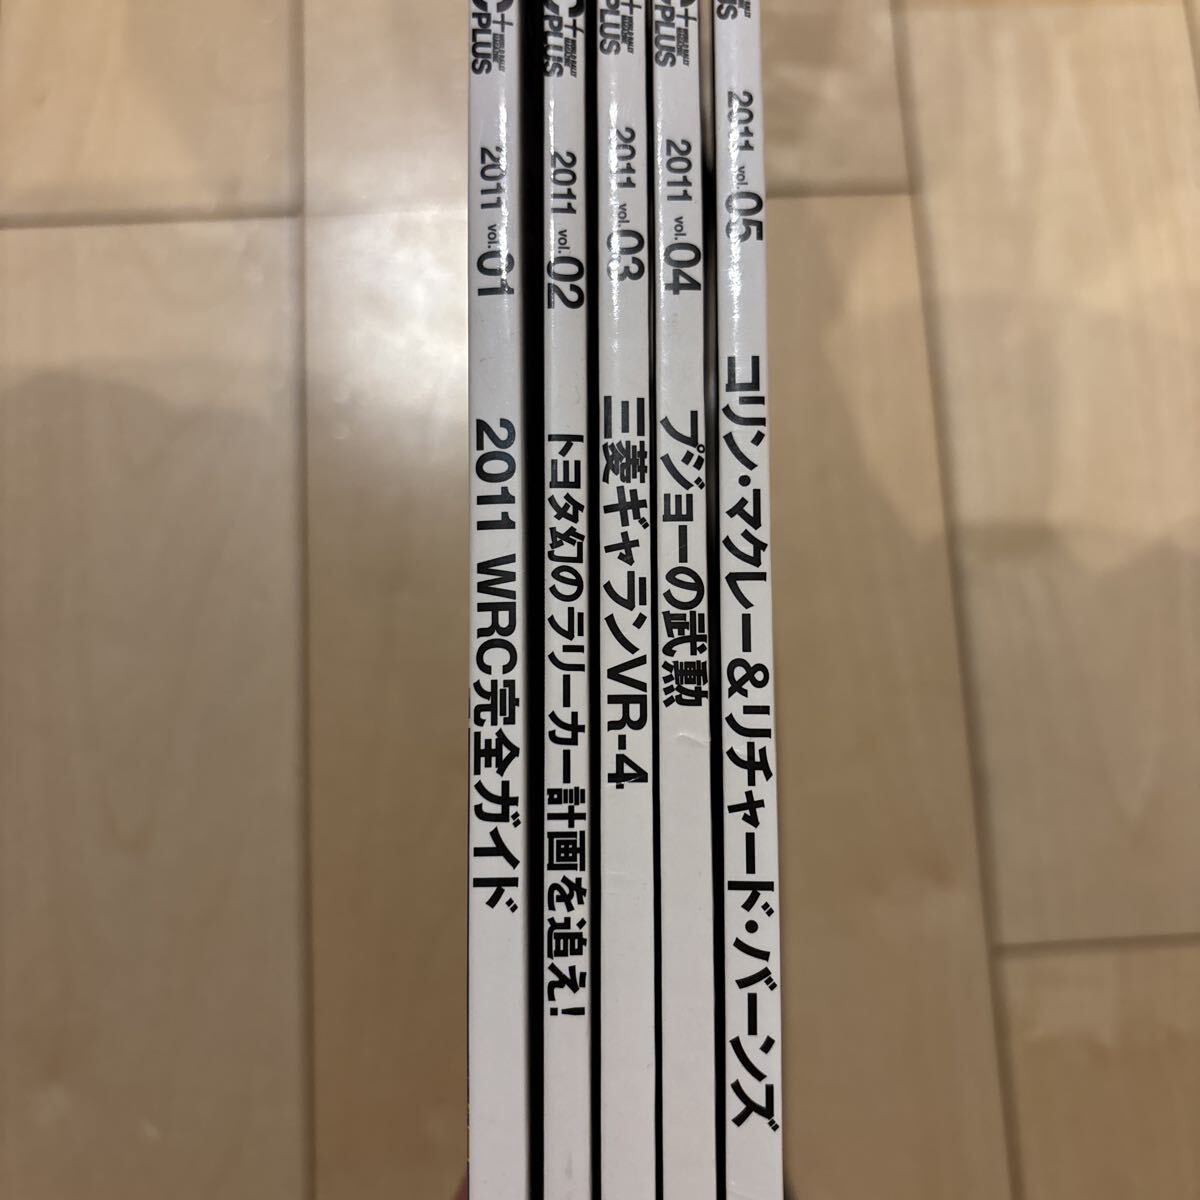 C+ PLUS 2011 vol.01 2011 WRC完全ガイド
C+ PLUS 2011 vol.02 トヨタ幻のラリーカー計画を追え!
+ PLUS 2011 vol.03 三菱ギャランVR-4
C+ PLUS 2011 vol.04 プジョーの武勲
2011 vol.05 コリン・マクレー&リチャード・バーンズ